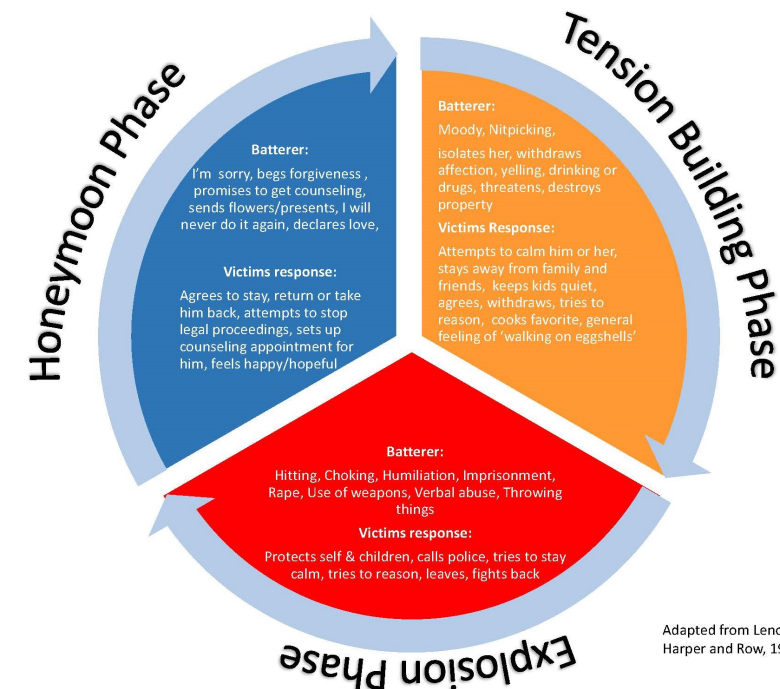 Honeymoon Phase
Batterer:
I'm sorry, begs forgiveness ,
promises to get counseling,
sends flowers/presents, I will
never do it again, declares love,
Victims response:
Agrees to stay, return or take
him back, attempts to stop
legal proceedings, sets up
counseling appointment for
him, feels happy/hopeful
Tension Building Phase
Batterer:
Moody, Nitpicking,
isolates her, withdraws
affection, yelling, drinking or
drugs, threatens, destroys
property
Victims Response:
Attempts to calm him or her,
stays away from family and
friends, keeps kids quiet,
agrees, withdraws, tries to
reason, cooks favorite, general
feeling of 'walking on eggshells'
Batterer:
Hitting, Choking, Humiliation, Imprisonment,
Rape, Use of weapons, Verbal abuse, Throwing
things
Victims response:
Protects self & children, calls police, tries to stay
calm, tries to reason, leaves, fights back
Explosion Phase
Adapted from
Harper and Row,